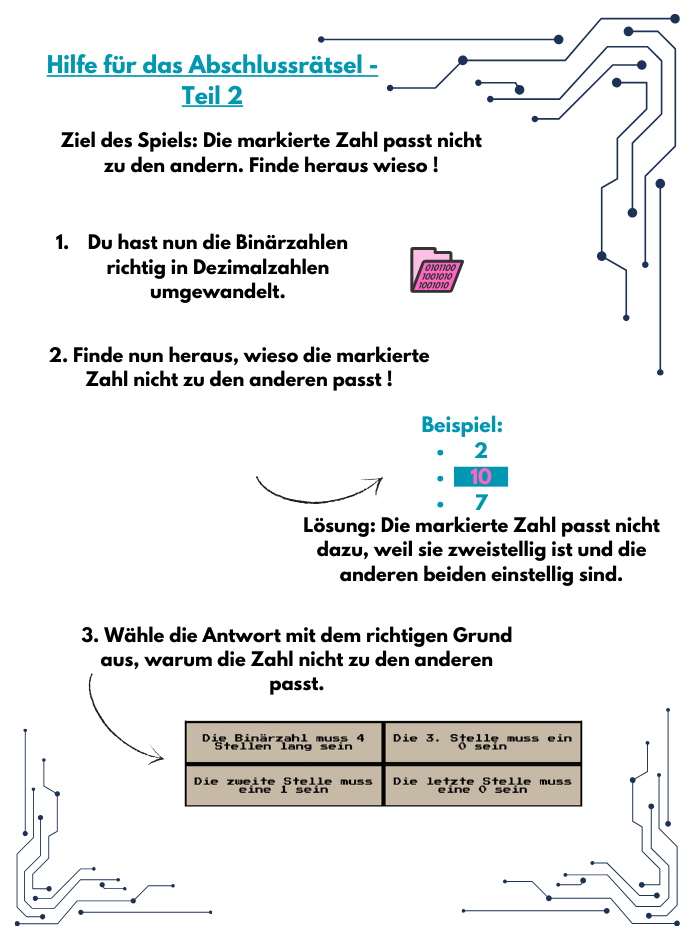 Hilfe für das Abschlussrätsel -
Teil 2
Ziel des Spiels: Die markierte Zahl passt nicht
zu den andern. Finde heraus wieso !
1. Du hast nun die Binärzahlen
richtig in Dezimalzahlen
umgewandelt.
0101100
1001010
1001010
2. Finde nun heraus, wieso die markierte
Zahl nicht zu den anderen passt !
Beispiel:
• 2
• 10
• 7
Lösung: Die markierte Zahl passt nicht
dazu, weil sie zweistellig ist und die
anderen beiden einstellig sind.
3. Wähle die Antwort mit dem richtigen Grund
aus, warum die Zahl nicht zu den anderen
passt.
Die Binärzahl muss 4
Stellen lang sein
Die 3. Stelle muss ein
0 sein
Die zweite Stelle muss
eine 1 sein
Die letzte Stelle muss
eine 0 sein